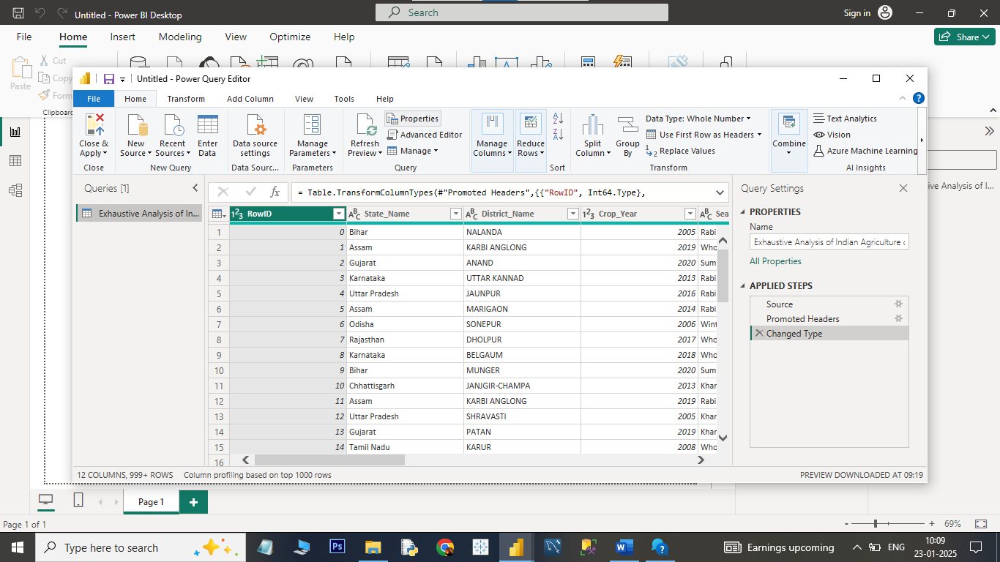 Untitled - Power BI Desktop
Search
Sign in
File Home Insert Modeling View Optimize Help
Share
Paste
Cut
Copy
Form
Clipboard
Untitled - Power Query Editor
File Home Transform Add Column View Tools Help
Close & Apply
Close
New Source
Recent Sources
Enter Data
New Query
Data source settings
Data Sourc...
Manage Parameters
Parameters
Refresh Preview
Properties
Advanced Editor
Manage
Query
Manage Columns
Reduce Rows
Sort
Split Column
Group By
Data Type: Whole Number
Use First Row as Headers
Replace Values
Transform
Combine
Text Analytics
Vision
Azure Machine Learning
AI Insights
Queries [1]
Exhaustive Analysis of In...
= Table.TransformColumnTypes(#"Promoted Headers",{{"RowID", Int64.Type},
RowID State_Name District_Name Crop_Year Sea
1 0 Bihar NALANDA 2005 Rabi
2 1 Assam KARBI ANGLONG 2019 Who
3 2 Gujarat ANAND 2020 Sum
4 3 Karnataka UTTAR KANNAD 2013 Rabi
5 4 Uttar Pradesh JAUNPUR 2016 Rabi
6 5 Assam MARIGAON 2014 Rabi
7 6 Odisha SONEPUR 2006 Wint
8 7 Rajasthan DHOLPUR 2017 Who
9 8 Karnataka BELGAUM 2018 Who
10 9 Bihar MUNGER 2020 Sum
11 10 Chhattisgarh JANJGIR-CHAMPA 2013 Khar
12 11 Assam KARBI ANGLONG 2019 Rabi
13 12 Uttar Pradesh SHRAVASTI 2005 Khar
14 13 Gujarat PATAN 2019 Khar
15 14 Tamil Nadu KARUR 2008 Who
16
Query Settings
PROPERTIES
Name
Exhaustive Analysis of Indian Agriculture
All Properties
APPLIED STEPS
Source
Promoted Headers
Changed Type
ive Analysis of I...
12 COLUMNS, 999+ ROWS Column profiling based on top 1000 rows
PREVIEW DOWNLOADED AT 09:19
Page 1
Page 1 of 1
69%
Type here to search
Ps
Earnings upcoming
ENG
10:09
23-01-2025